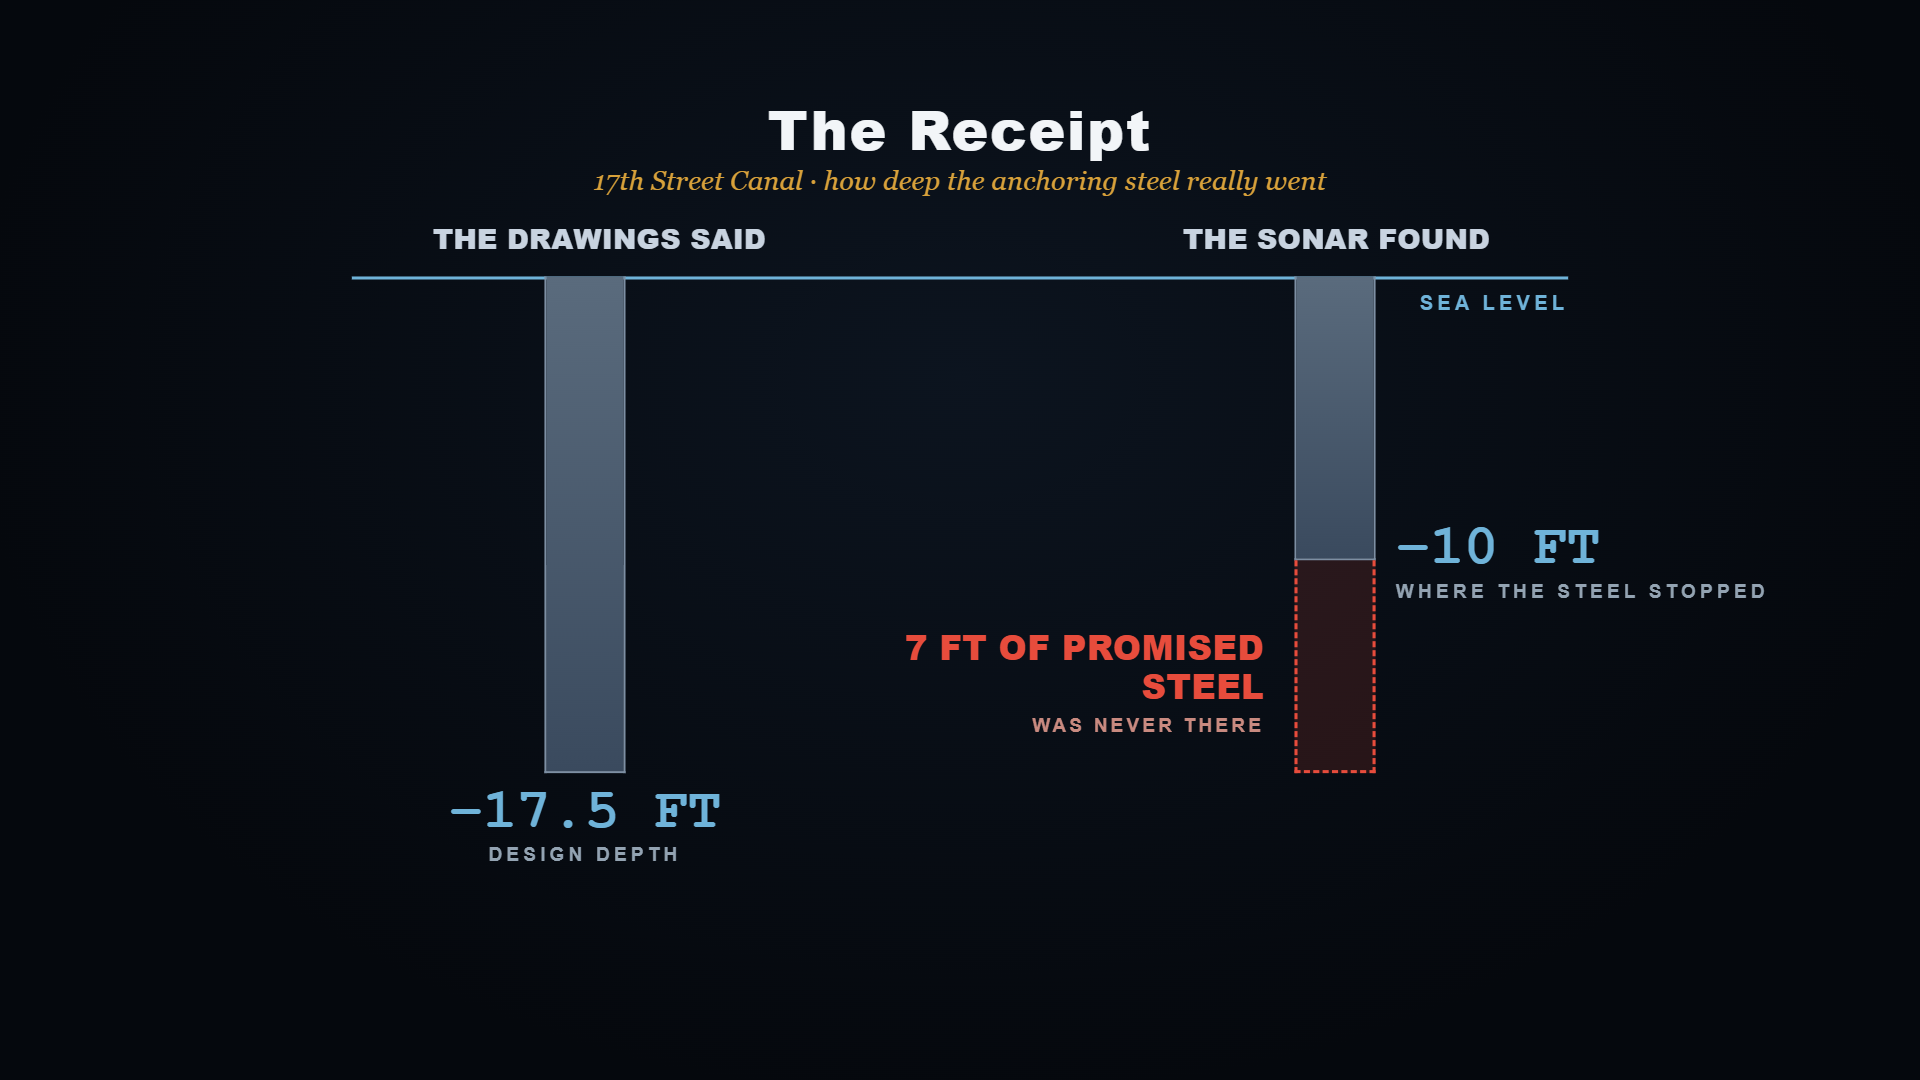 The Receipt
17th Street Canal · how deep the anchoring steel really went
THE DRAWINGS SAID
THE SONAR FOUND
SEA LEVEL
−10 FT
WHERE THE STEEL STOPPED
7 FT OF PROMISED
STEEL
WAS NEVER THERE
−17.5 FT
DESIGN DEPTH